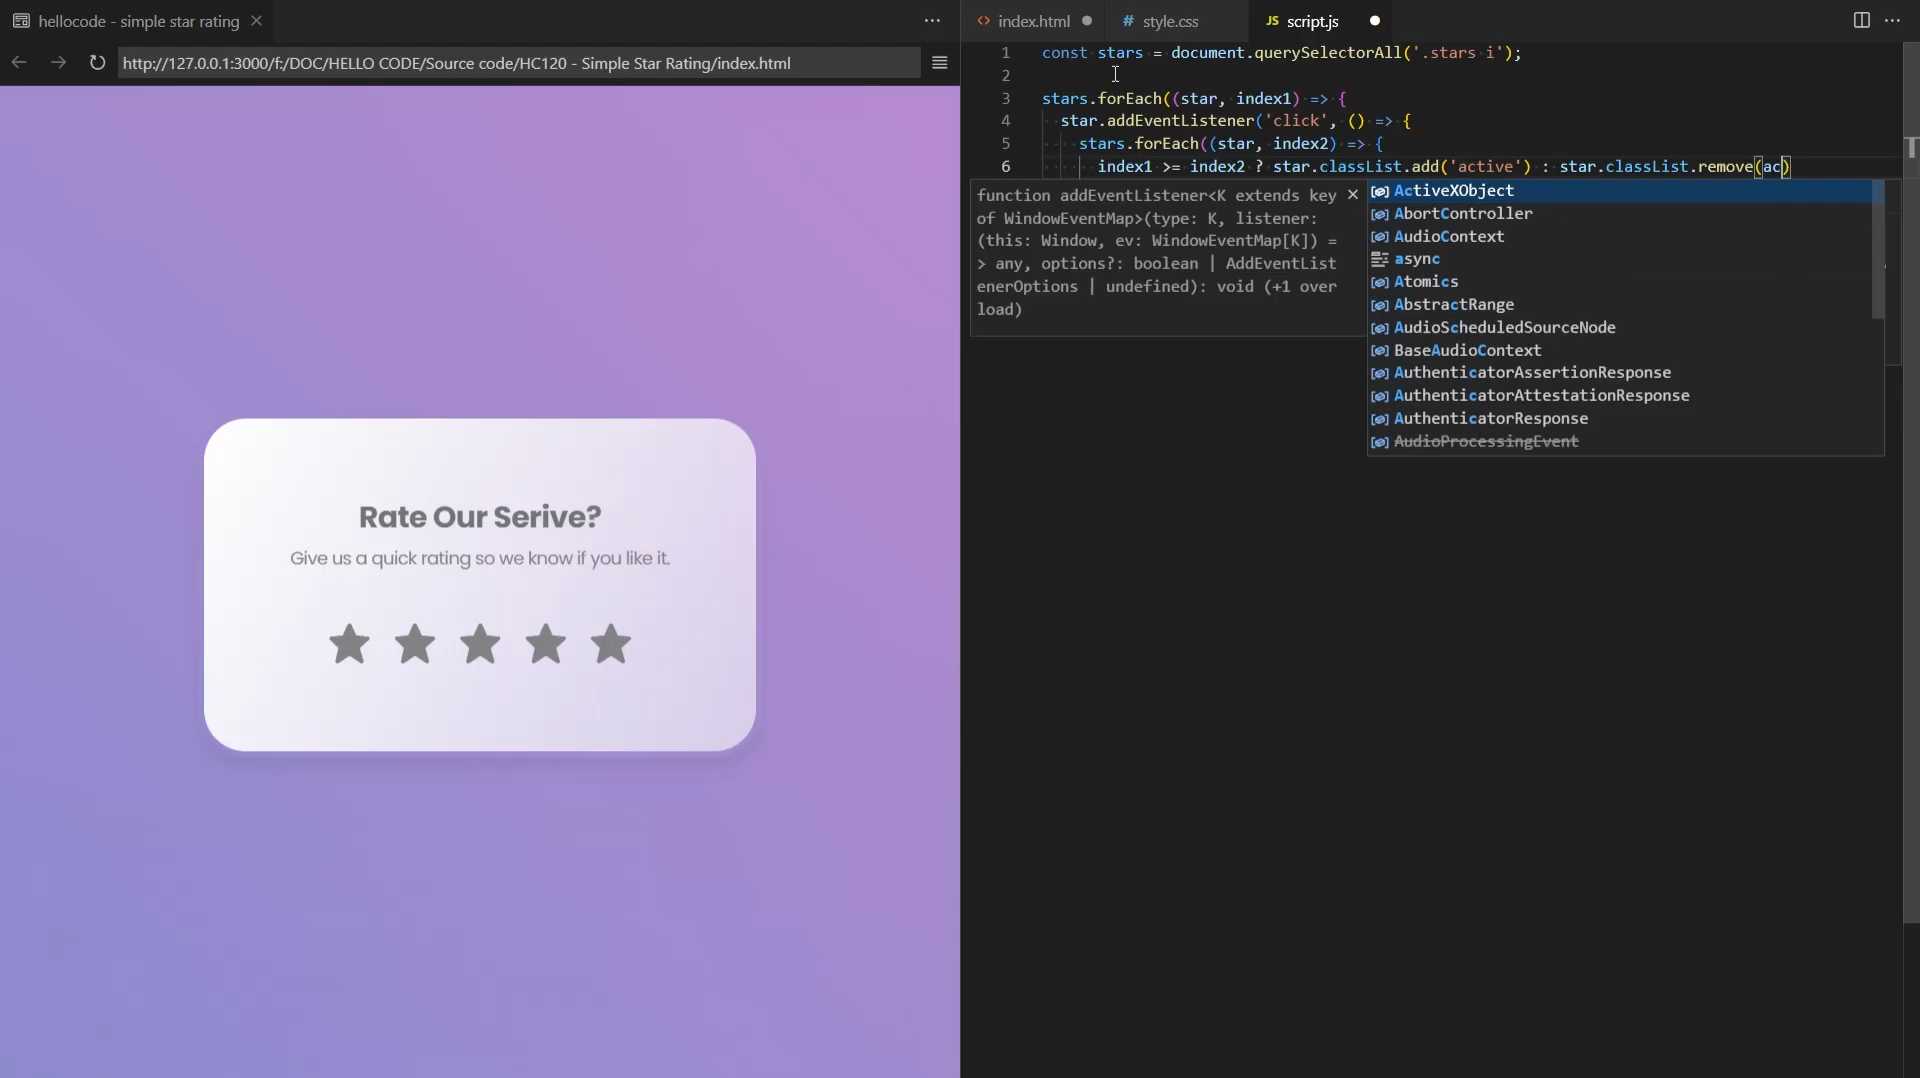 hellocode - simple star rating
http://127.0.0.1:3000/f:/DOC/HELLO CODE/Source code/HC120 - Simple Star Rating/index.html
Rate Our Serive?
Give us a quick rating so we know if you like it.
<> index.html
# style.css
JS script.js
1 const stars = document.querySelectorAll('.stars i');
2
3 stars.forEach((star, index1) => {
4 star.addEventListener('click', () => {
5 stars.forEach((star, index2) => {
6 index1 >= index2 ? star.classList.add('active') : star.classList.remove(ac)
function addEventListener<K extends key
of WindowEventMap>(type: K, listener:
(this: Window, ev: WindowEventMap[K]) =
> any, options?: boolean | AddEventList
enerOptions | undefined): void (+1 over
load)
ActiveXObject
AbortController
AudioContext
async
Atomics
AbstractRange
AudioScheduledSourceNode
BaseAudioContext
AuthenticatorAssertionResponse
AuthenticatorAttestationResponse
AuthenticatorResponse
AudioProcessingEvent
T